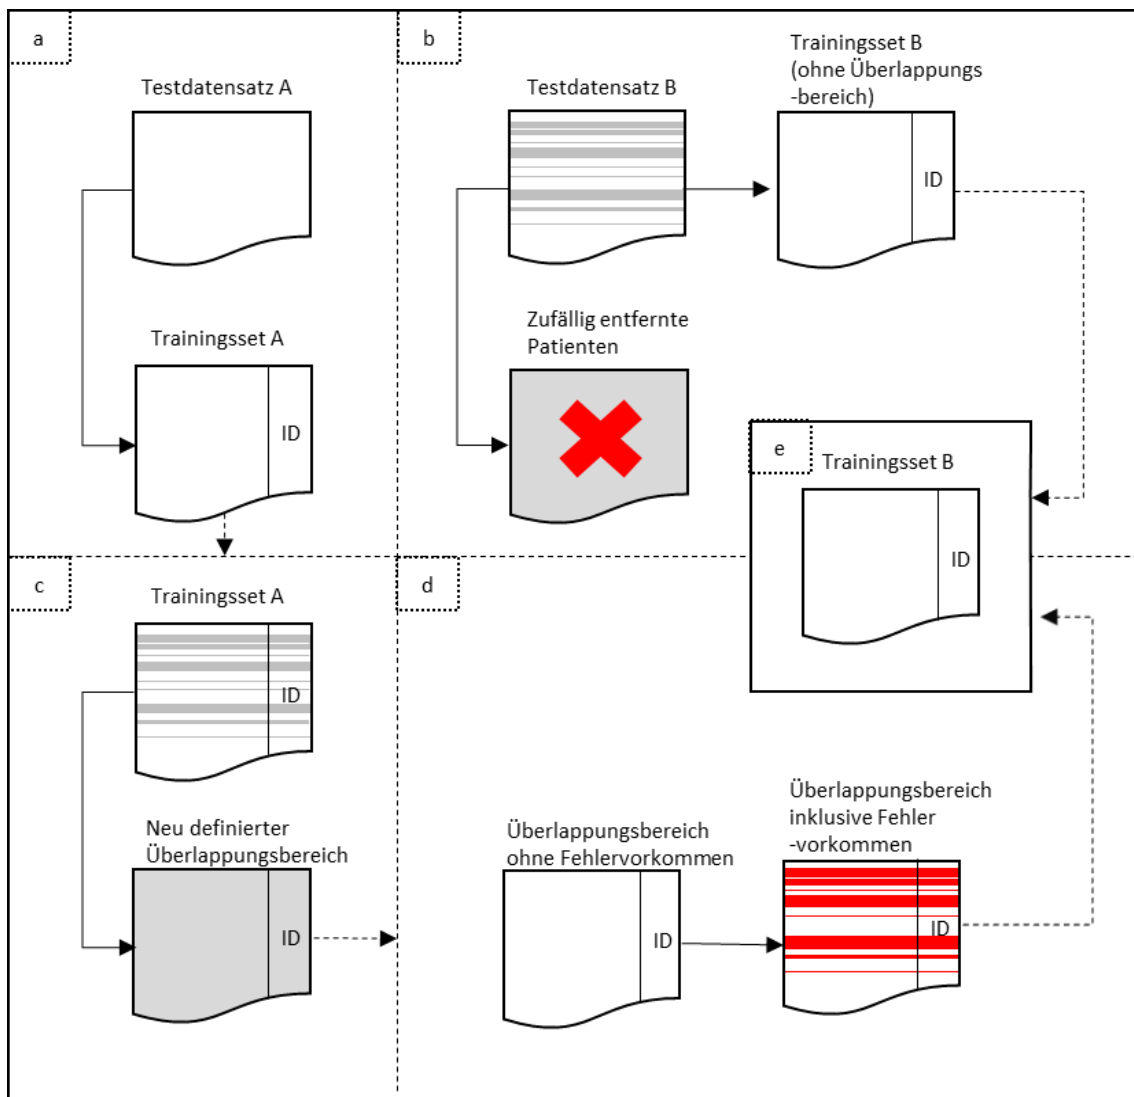 a
Testdatensatz A
Trainingsset A
ID
b
Testdatensatz B
Trainingsset B
(ohne Überlappungs
-bereich)
ID
Zufällig entfernte
Patienten
e
Trainingsset B
ID
c
Trainingsset A
ID
Neu definierter
Überlappungsbereich
ID
d
Überlappungsbereich
ohne Fehlervorkommen
ID
Überlappungsbereich
inklusive Fehler
-vorkommen
ID